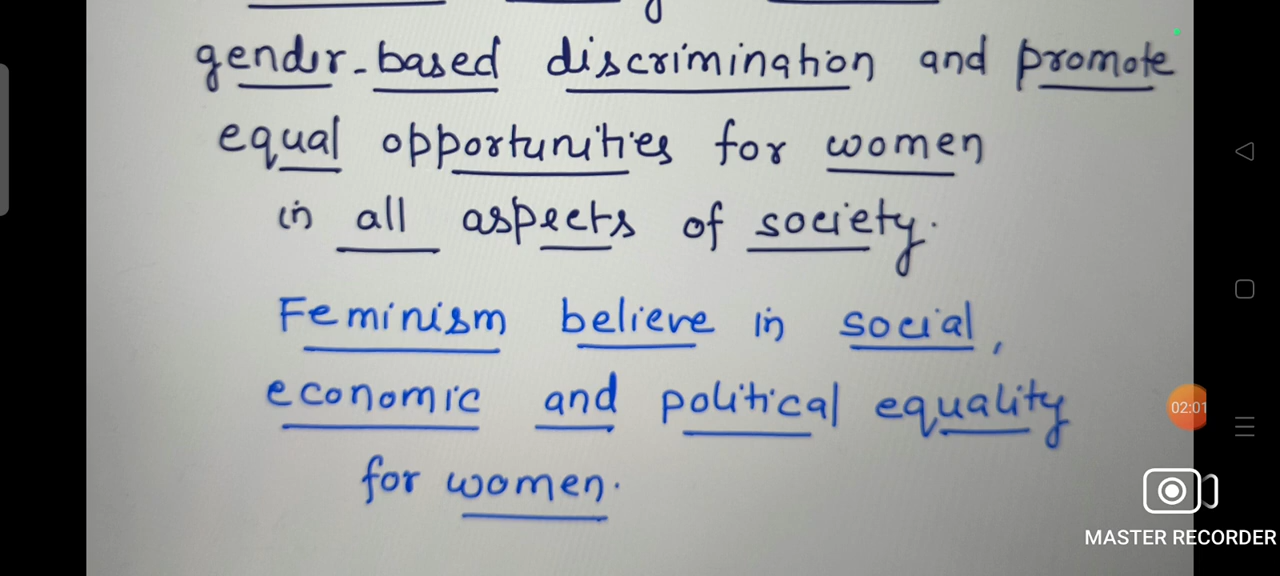 gender-based discrimination and promote
equal opportunities for women
in all aspects of society.
Feminism believe in social,
economic and political equality
for women.
02:01
MASTER RECORDER